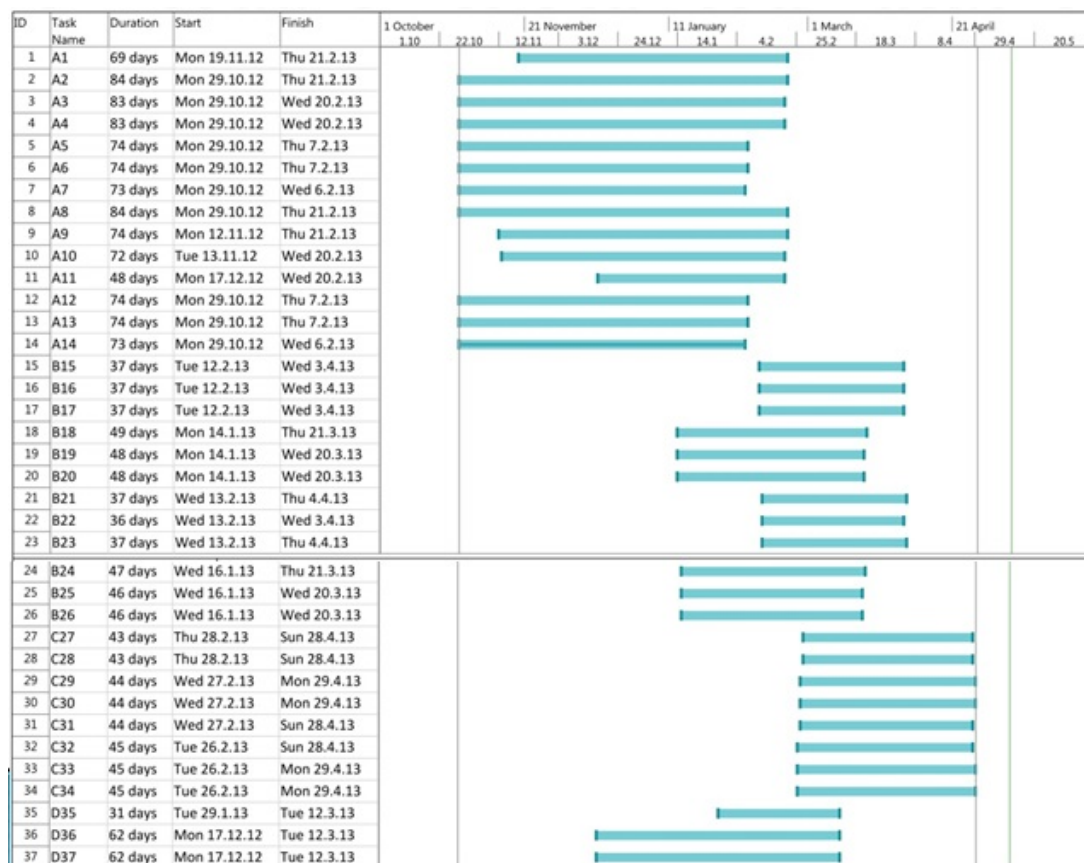 ID Task Name Duration Start Finish 1 October 21 November 11 January 1 March 21 April
1.10 22.10 12.11 3.12 24.12 14.1 4.2 25.2 18.3 8.4 29.4 20.5
1 A1 69 days Mon 19.11.12 Thu 21.2.13
2 A2 84 days Mon 29.10.12 Thu 21.2.13
3 A3 83 days Mon 29.10.12 Wed 20.2.13
4 A4 83 days Mon 29.10.12 Wed 20.2.13
5 A5 74 days Mon 29.10.12 Thu 7.2.13
6 A6 74 days Mon 29.10.12 Thu 7.2.13
7 A7 73 days Mon 29.10.12 Wed 6.2.13
8 A8 84 days Mon 29.10.12 Thu 21.2.13
9 A9 74 days Mon 12.11.12 Thu 21.2.13
10 A10 72 days Tue 13.11.12 Wed 20.2.13
11 A11 48 days Mon 17.12.12 Wed 20.2.13
12 A12 74 days Mon 29.10.12 Thu 7.2.13
13 A13 74 days Mon 29.10.12 Thu 7.2.13
14 A14 73 days Mon 29.10.12 Wed 6.2.13
15 B15 37 days Tue 12.2.13 Wed 3.4.13
16 B16 37 days Tue 12.2.13 Wed 3.4.13
17 B17 37 days Tue 12.2.13 Wed 3.4.13
18 B18 49 days Mon 14.1.13 Thu 21.3.13
19 B19 48 days Mon 14.1.13 Wed 20.3.13
20 B20 48 days Mon 14.1.13 Wed 20.3.13
21 B21 37 days Wed 13.2.13 Thu 4.4.13
22 B22 36 days Wed 13.2.13 Wed 3.4.13
23 B23 37 days Wed 13.2.13 Thu 4.4.13
24 B24 47 days Wed 16.1.13 Thu 21.3.13
25 B25 46 days Wed 16.1.13 Wed 20.3.13
26 B26 46 days Wed 16.1.13 Wed 20.3.13
27 C27 43 days Thu 28.2.13 Sun 28.4.13
28 C28 43 days Thu 28.2.13 Sun 28.4.13
29 C29 44 days Wed 27.2.13 Mon 29.4.13
30 C30 44 days Wed 27.2.13 Mon 29.4.13
31 C31 44 days Wed 27.2.13 Sun 28.4.13
32 C32 45 days Tue 26.2.13 Sun 28.4.13
33 C33 45 days Tue 26.2.13 Mon 29.4.13
34 C34 45 days Tue 26.2.13 Mon 29.4.13
35 D35 31 days Tue 29.1.13 Tue 12.3.13
36 D36 62 days Mon 17.12.12 Tue 12.3.13
37 D37 62 days Mon 17.12.12 Tue 12.3.13